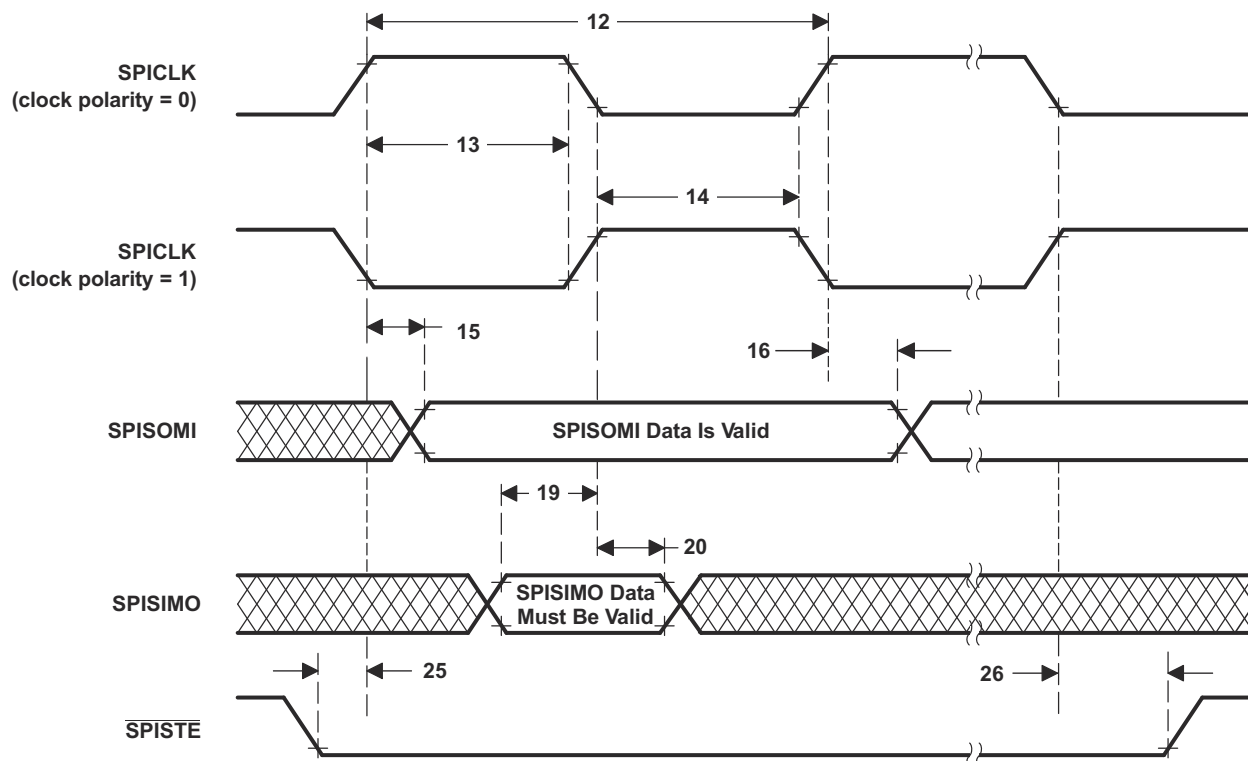 12
SPICLK
(clock polarity = 0)
13
14
SPICLK
(clock polarity = 1)
15
16
SPISOMI
SPISOMI Data Is Valid
19
20
SPISIMO
SPISIMO Data
Must Be Valid
25
26
SPISTE